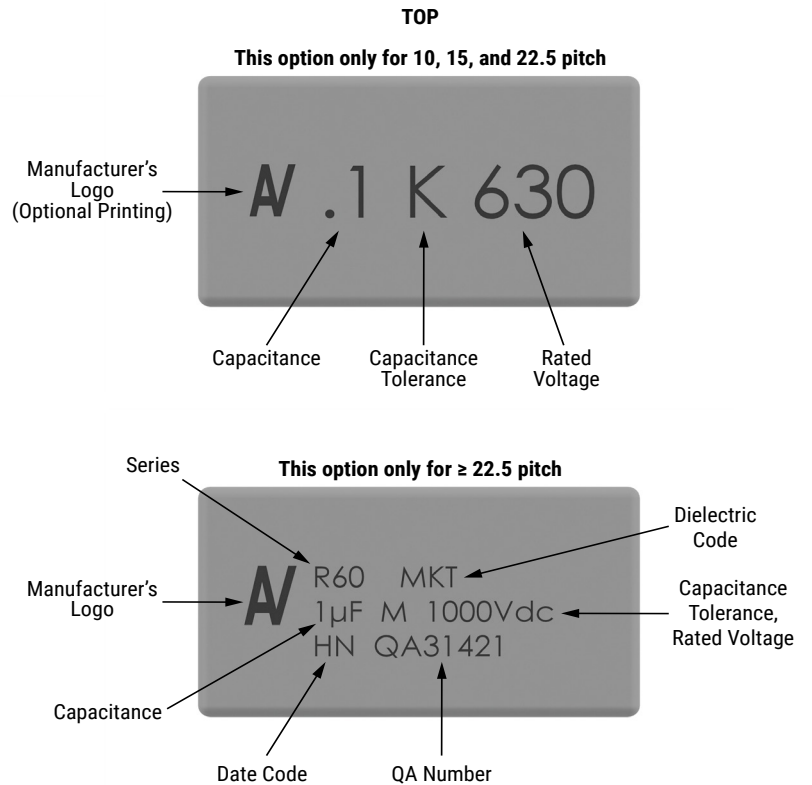 TOP
This option only for 10, 15, and 22.5 pitch
Manufacturer’s
Logo
(Optional Printing)
.1 K 630
Capacitance
Capacitance
Tolerance
Rated
Voltage
Series
This option only for ≥ 22.5 pitch
Dielectric
Code
Manufacturer’s
Logo
R60 MKT
1µF M 1000Vdc
HN QA31421
Capacitance
Tolerance,
Rated Voltage
Capacitance
Date Code
QA Number